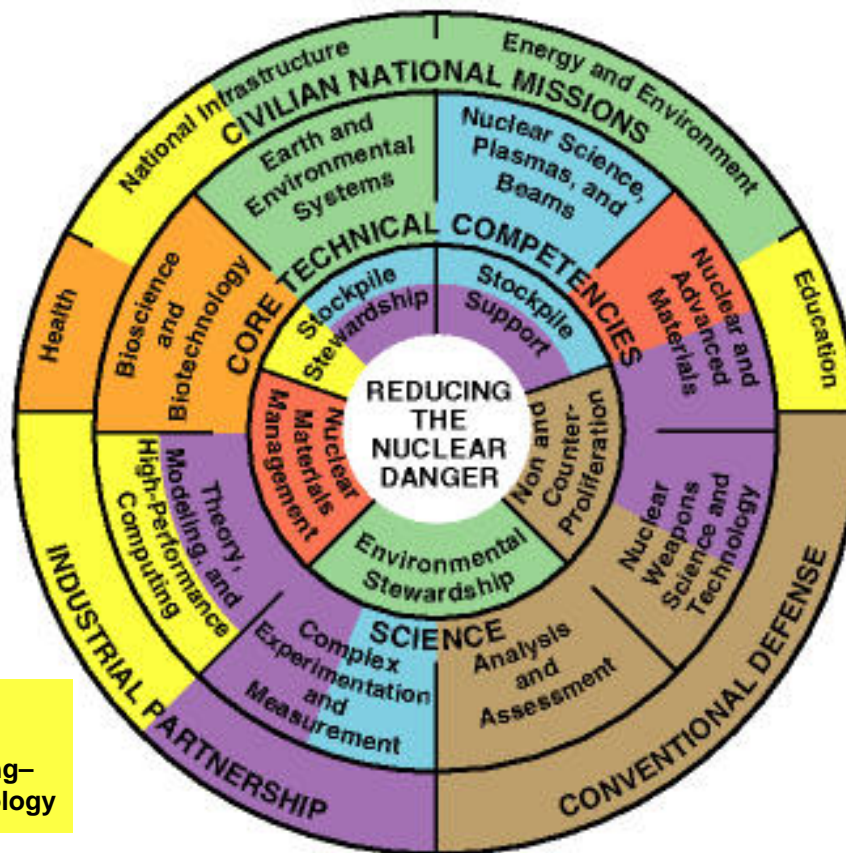 National Infrastructure
Energy and Environment
CIVILIAN NATIONAL MISSIONS
Health
Education
Earth and
Environmental
Systems
Nuclear Science,
Plasmas, and
Beams
Bioscience
and
Biotechnology
Nuclear and
Advanced
Materials
CORE TECHNICAL COMPETENCIES
Stockpile
Stewardship
Stockpile
Support
REDUCING
THE
NUCLEAR
DANGER
Nuclear
Materials
Management
Non and
Counter-
Proliferation
Environmental
Stewardship
Theory,
Modeling, and
High-Performance
Computing
Nuclear
Weapons
Science and
Technology
SCIENCE
Complex
Experimentation
and
Measurement
Analysis
and
Assessment
INDUSTRIAL PARTNERSHIP
CONVENTIONAL DEFENSE